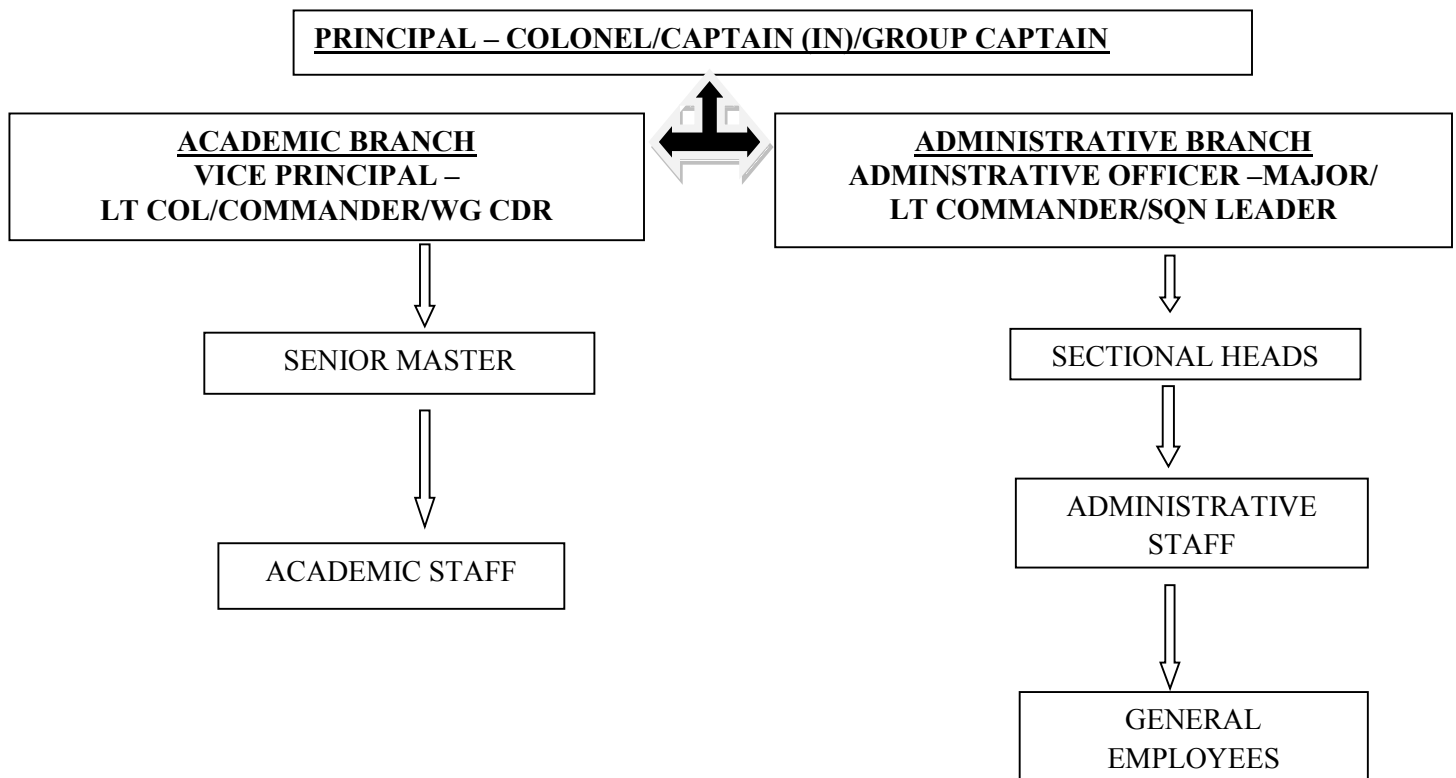 PRINCIPAL – COLONEL/CAPTAIN (IN)/GROUP CAPTAIN
ACADEMIC BRANCH
VICE PRINCIPAL –
LT COL/COMMANDER/WG CDR
ADMINISTRATIVE BRANCH
ADMINSTRATIVE OFFICER –MAJOR/
LT COMMANDER/SQN LEADER
SENIOR MASTER
SECTIONAL HEADS
ACADEMIC STAFF
ADMINISTRATIVE
STAFF
GENERAL
EMPLOYEES